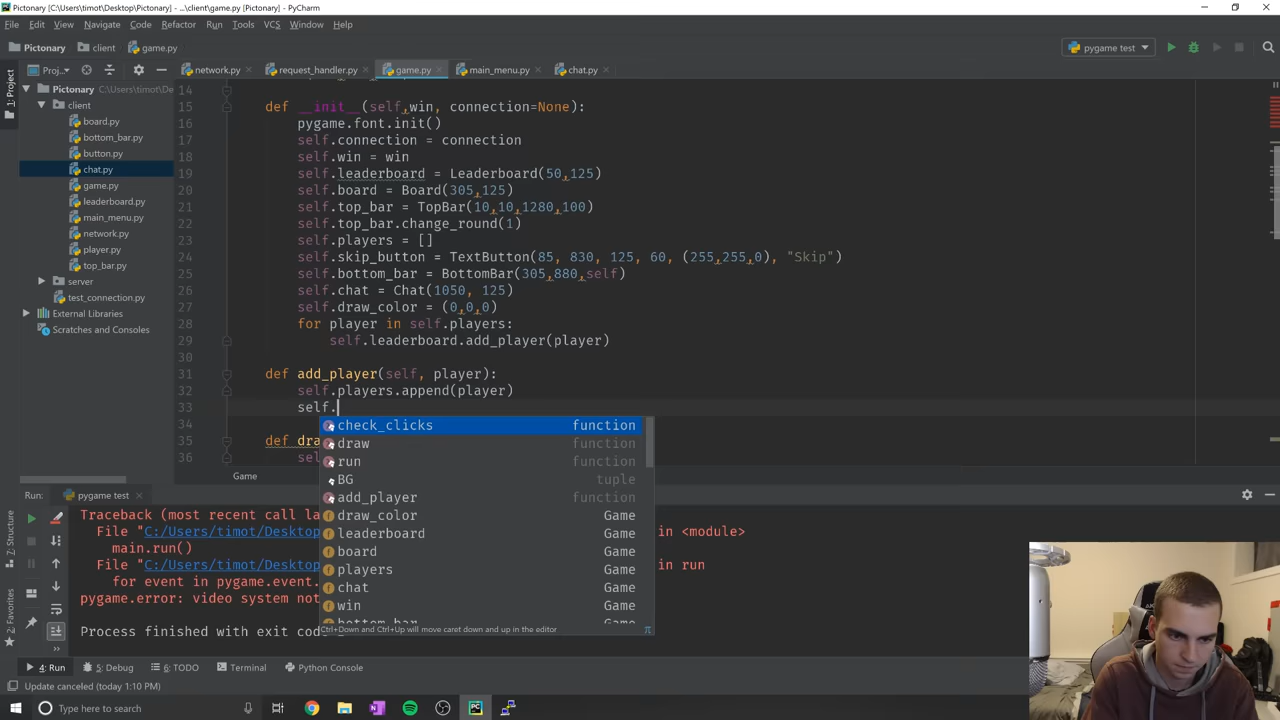 Pictonary [C:\Users\timot\Desktop\Pictonary] - ...\client\game.py [Pictonary] - PyCharm
File Edit View Navigate Code Refactor Run Tools VCS Window Help
Pictonary client game.py pygame test
1: Project
Proj... network.py request_handler.py game.py main_menu.py chat.py
Pictonary C:\Users\timot\De
client
board.py
bottom_bar.py
button.py
chat.py
game.py
leaderboard.py
main_menu.py
network.py
player.py
top_bar.py
server
test_connection.py
External Libraries
Scratches and Consoles
14
15 def __init__(self,win, connection=None):
16 pygame.font.init()
17 self.connection = connection
18 self.win = win
19 self.leaderboard = Leaderboard(50,125)
20 self.board = Board(305,125)
21 self.top_bar = TopBar(10,10,1280,100)
22 self.top_bar.change_round(1)
23 self.players = []
24 self.skip_button = TextButton(85, 830, 125, 60, (255,255,0), "Skip")
25 self.bottom_bar = BottomBar(305,880,self)
26 self.chat = Chat(1050, 125)
27 self.draw_color = (0,0,0)
28 for player in self.players:
29 self.leaderboard.add_player(player)
30
31 def add_player(self, player):
32 self.players.append(player)
33 self.
34
35 def dra
36 sel
check_clicks function
draw function
run function
BG tuple
add_player function
draw_color Game
leaderboard Game
board Game
players Game
chat Game
win Game
bottom_bar Game
Ctrl+Down and Ctrl+Up will move caret down and up in the editor
Game
Run: pygame test
Traceback (most recent call la
File "C:/Users/timot/Desktop in <module>
main.run()
File "C:/Users/timot/Desktop in run
for event in pygame.event.
pygame.error: video system not
Process finished with exit code
7: Structure
2: Favorites
4: Run 5: Debug 6: TODO Terminal Python Console
Update canceled (today 1:10 PM)
Type here to search